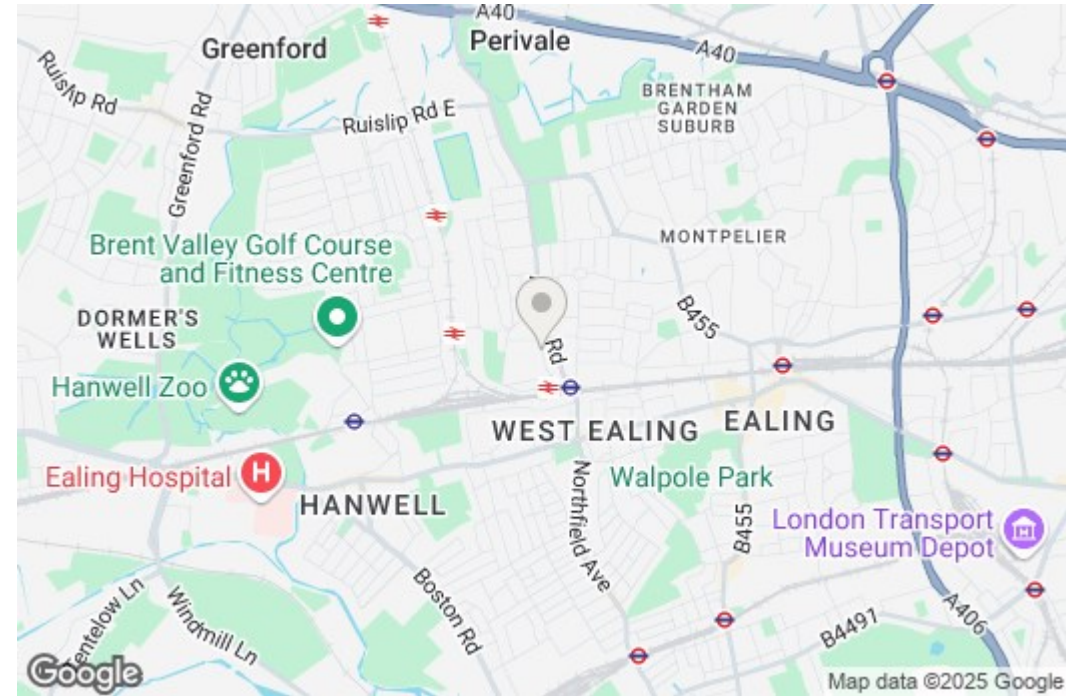 A40
Greenford
Perivale
A40
Ruislip Rd
BRENTHAM
GARDEN
SUBURB
Ruislip Rd E
Greenford Rd
Brent Valley Golf Course
and Fitness Centre
MONTPELIER
B455
DORMER'S
WELLS
Rd
Hanwell Zoo
WEST EALING
EALING
Ealing Hospital
H
Walpole Park
HANWELL
Northfield Ave
B455
London Transport
Museum Depot
Boston Rd
Tentelow Ln
Windmill Ln
B4491
A406
Google
Map data ©2025 Google